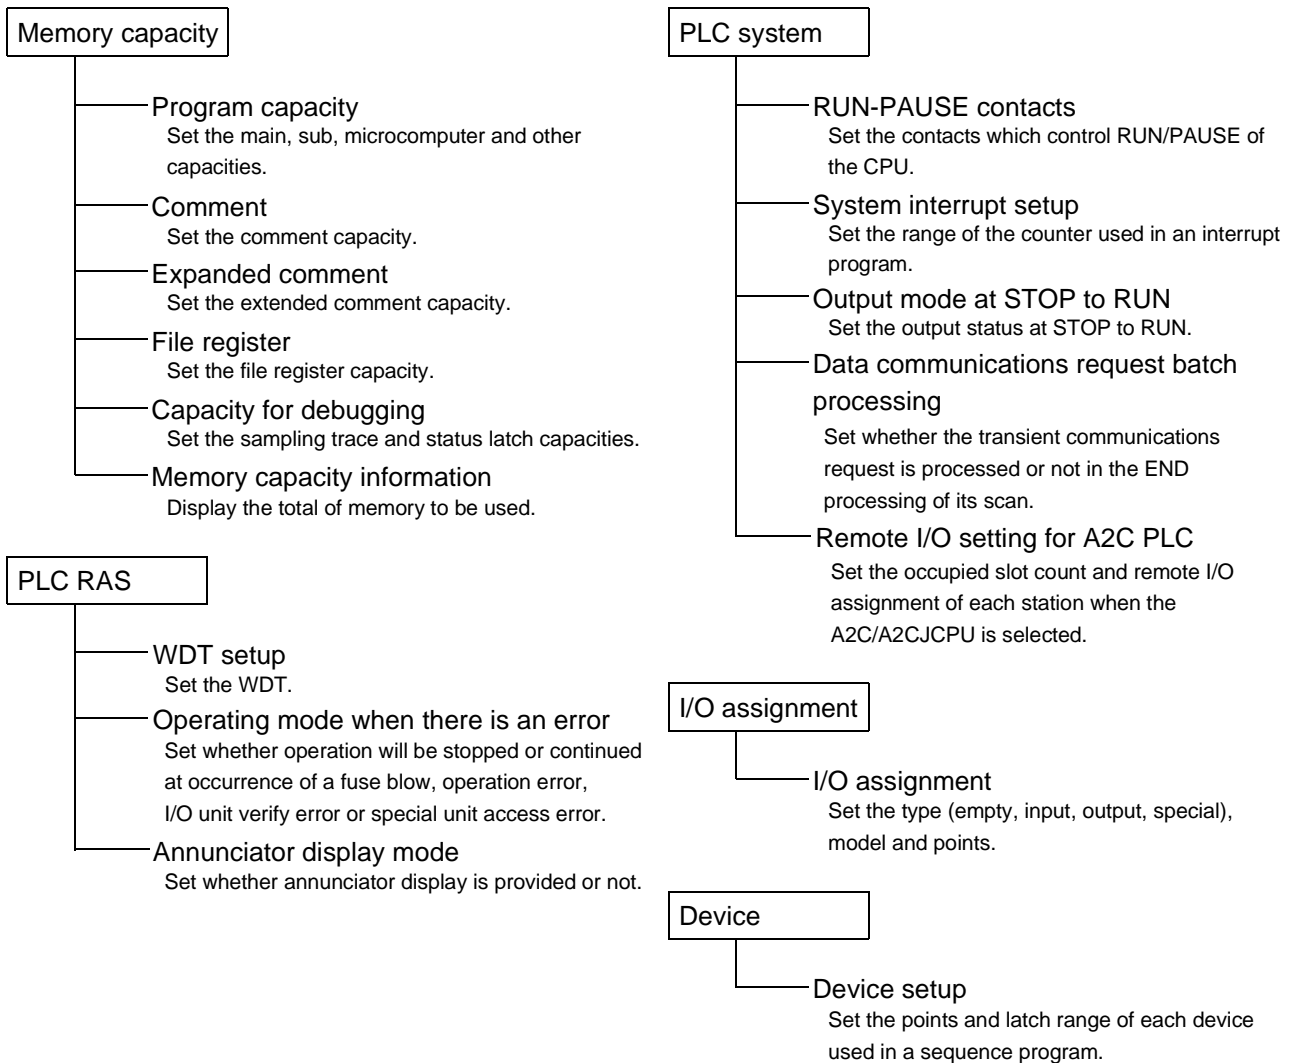 Memory capacity
Program capacity
Set the main, sub, microcomputer and other
capacities.
Comment
Set the comment capacity.
Expanded comment
Set the extended comment capacity.
File register
Set the file register capacity.
Capacity for debugging
Set the sampling trace and status latch capacities.
Memory capacity information
Display the total of memory to be used.
PLC RAS
WDT setup
Set the WDT.
Operating mode when there is an error
Set whether operation will be stopped or continued
at occurrence of a fuse blow, operation error,
I/O unit verify error or special unit access error.
Annunciator display mode
Set whether annunciator display is provided or not.
PLC system
RUN-PAUSE contacts
Set the contacts which control RUN/PAUSE of
the CPU.
System interrupt setup
Set the range of the counter used in an interrupt
program.
Output mode at STOP to RUN
Set the output status at STOP to RUN.
Data communications request batch
processing
Set whether the transient communications
request is processed or not in the END
processing of its scan.
Remote I/O setting for A2C PLC
Set the occupied slot count and remote I/O
assignment of each station when the
A2C/A2CJCPU is selected.
I/O assignment
I/O assignment
Set the type (empty, input, output, special),
model and points.
Device
Device setup
Set the points and latch range of each device
used in a sequence program.